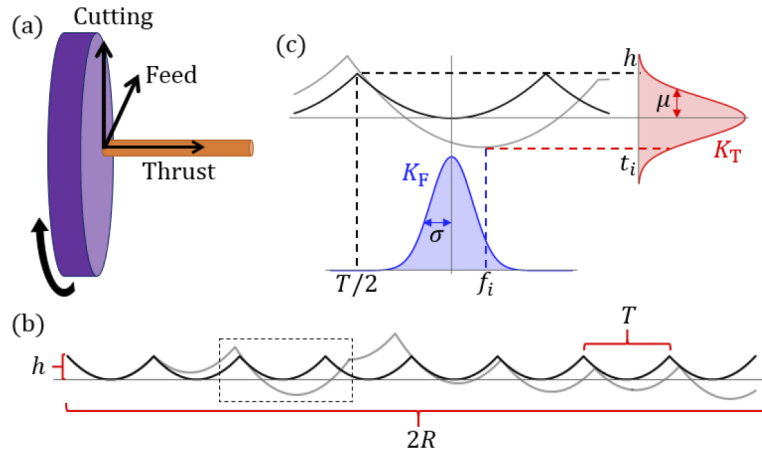 (a)
Cutting
Feed
Thrust
(c)
h
μ
K_T
t_i
K_F
σ
T/2
f_i
(b)
T
h
2R